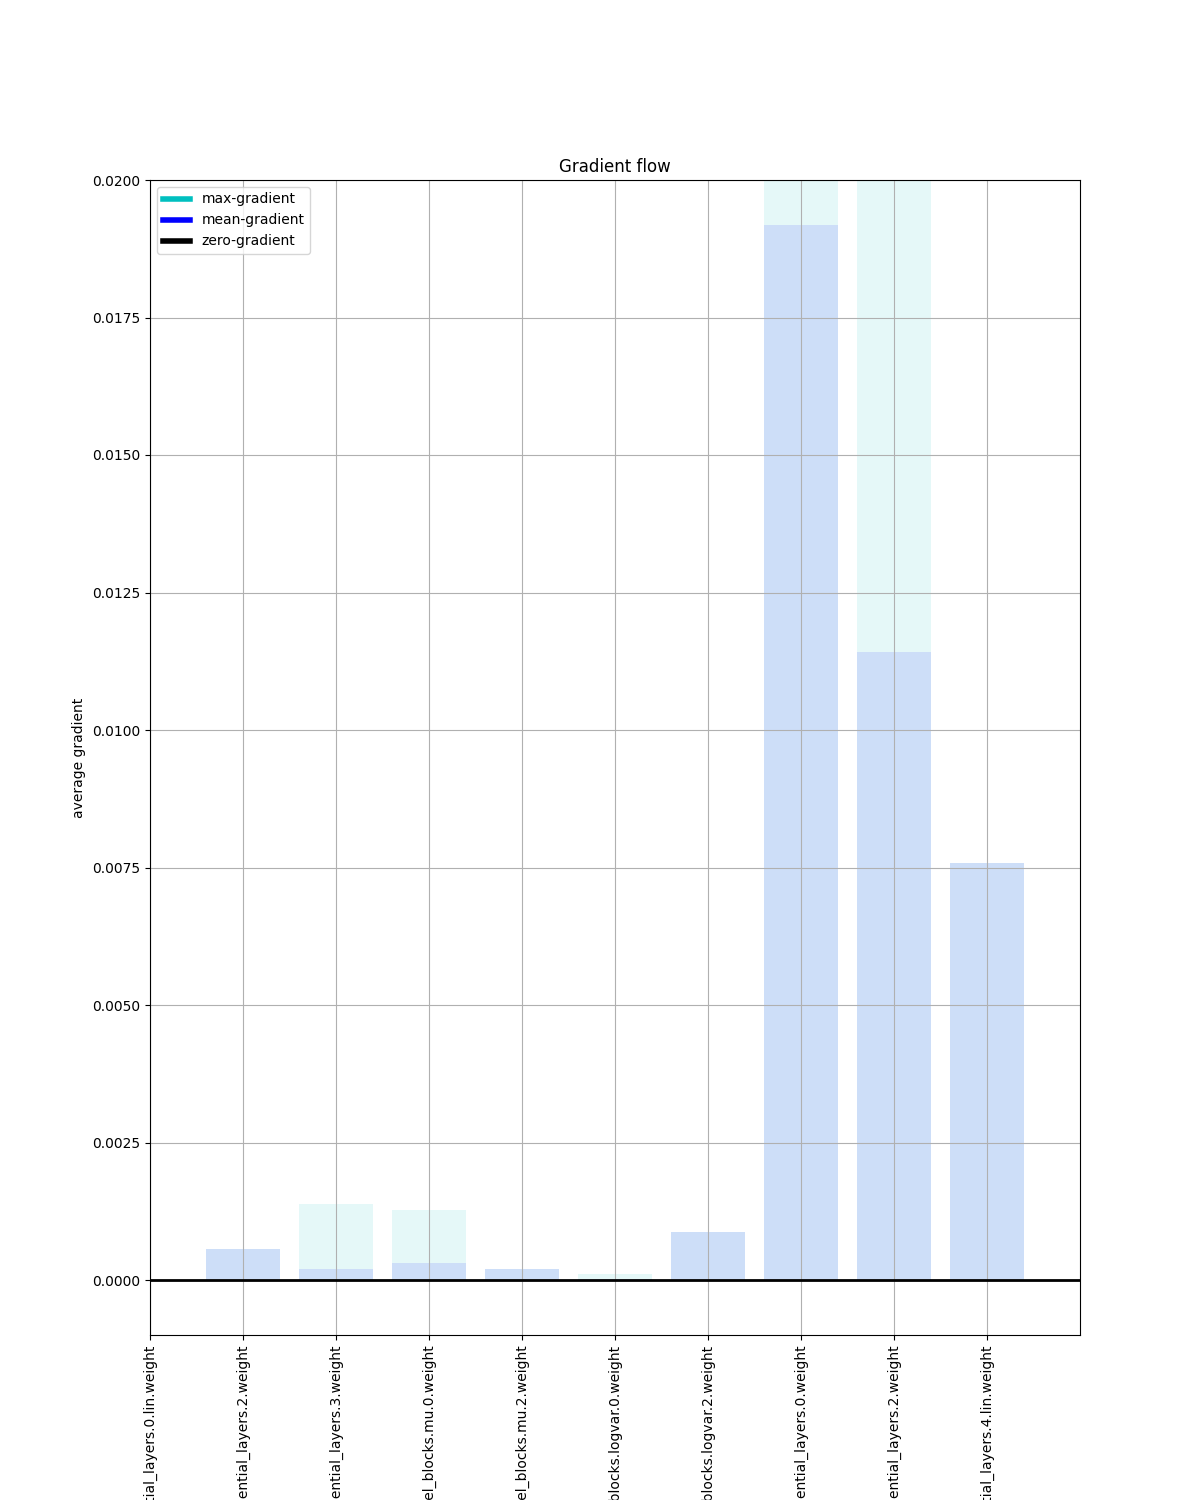 Gradient flow
max-gradient
mean-gradient
zero-gradient
0.0200
0.0175
0.0150
0.0125
0.0100
0.0075
0.0050
0.0025
0.0000
average gradient
tial_layers.0.lin.weight
ential_layers.2.weight
ential_layers.3.weight
el_blocks.mu.0.weight
el_blocks.mu.2.weight
blocks.logvar.0.weight
blocks.logvar.2.weight
ential_layers.0.weight
ential_layers.2.weight
tial_layers.4.lin.weight